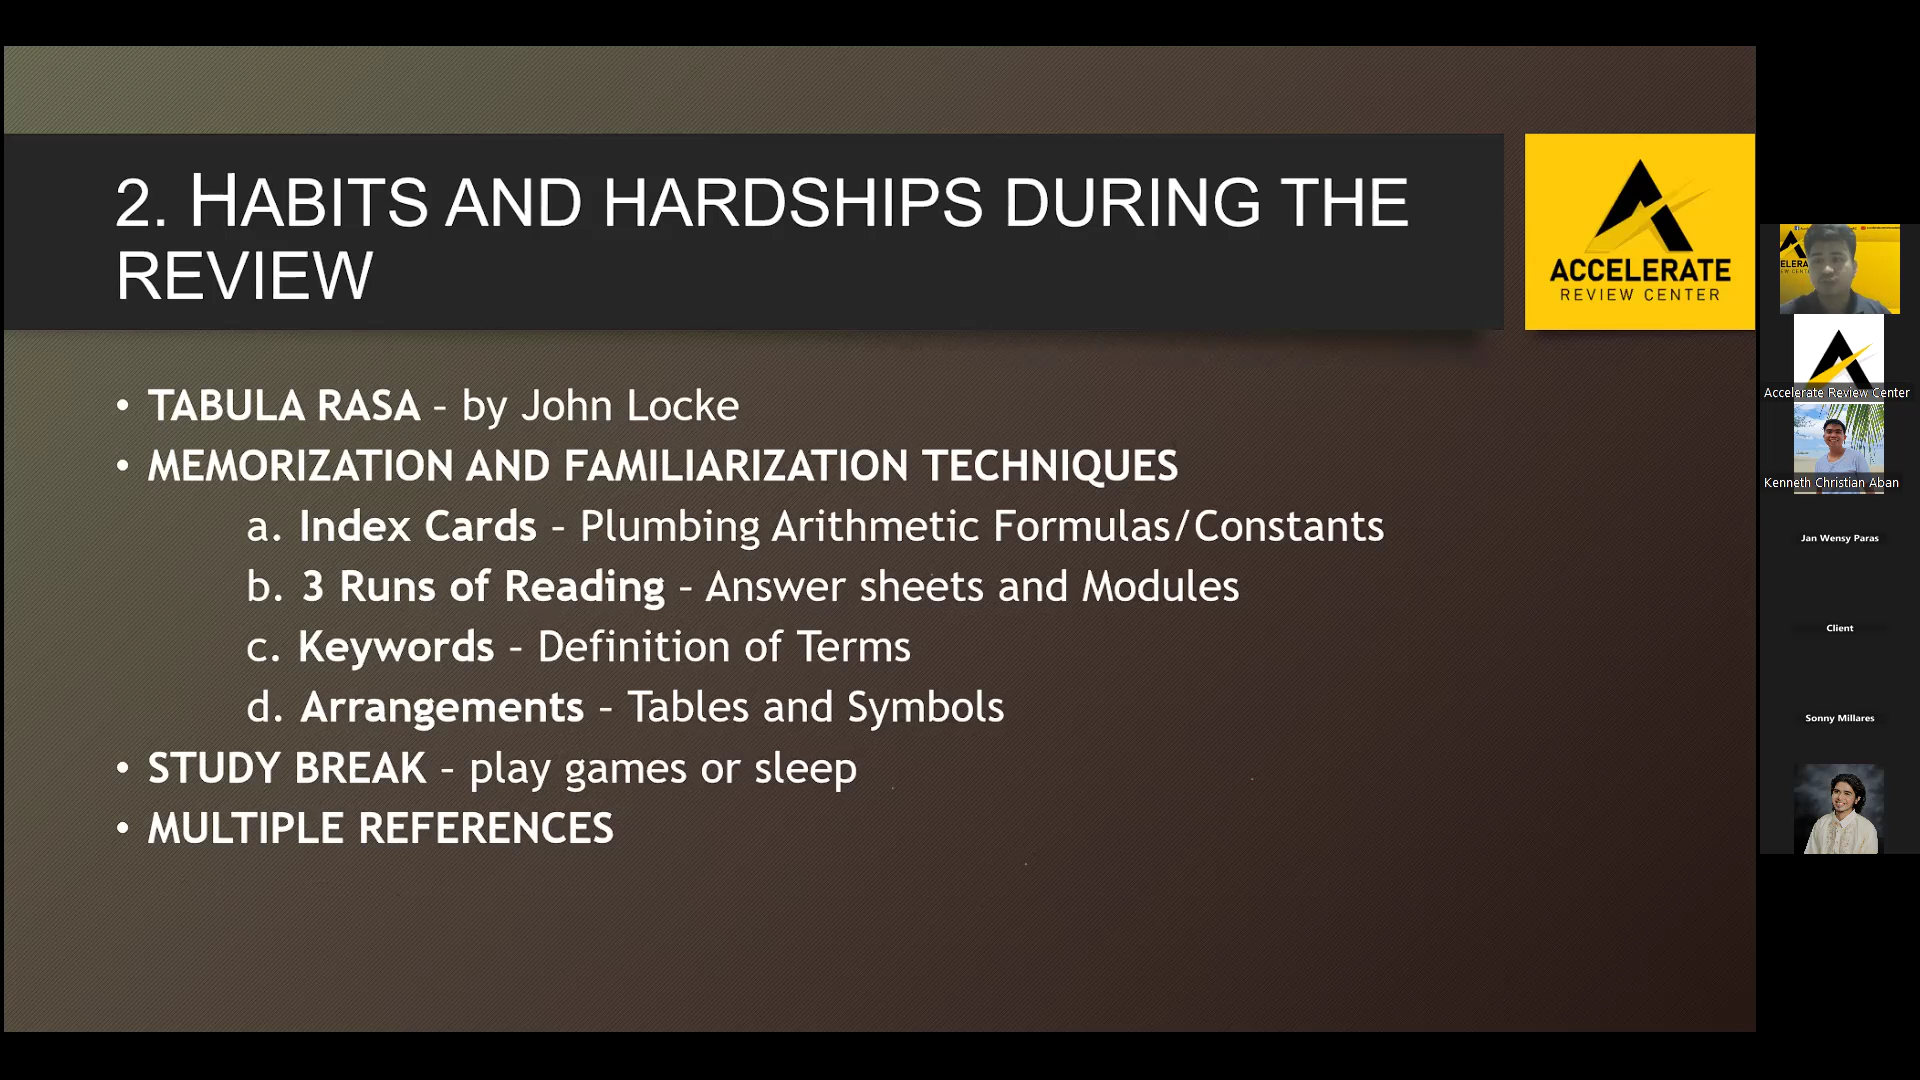 2. HABITS AND HARDSHIPS DURING THE
REVIEW
ACCELERATE
REVIEW CENTER
• TABULA RASA – by John Locke
• MEMORIZATION AND FAMILIARIZATION TECHNIQUES
a. Index Cards – Plumbing Arithmetic Formulas/Constants
b. 3 Runs of Reading – Answer sheets and Modules
c. Keywords – Definition of Terms
d. Arrangements – Tables and Symbols
• STUDY BREAK – play games or sleep
• MULTIPLE REFERENCES
Accelerate Review Center
Kenneth Christian Aban
Jan Wensy Paras
Client
Sonny Millares